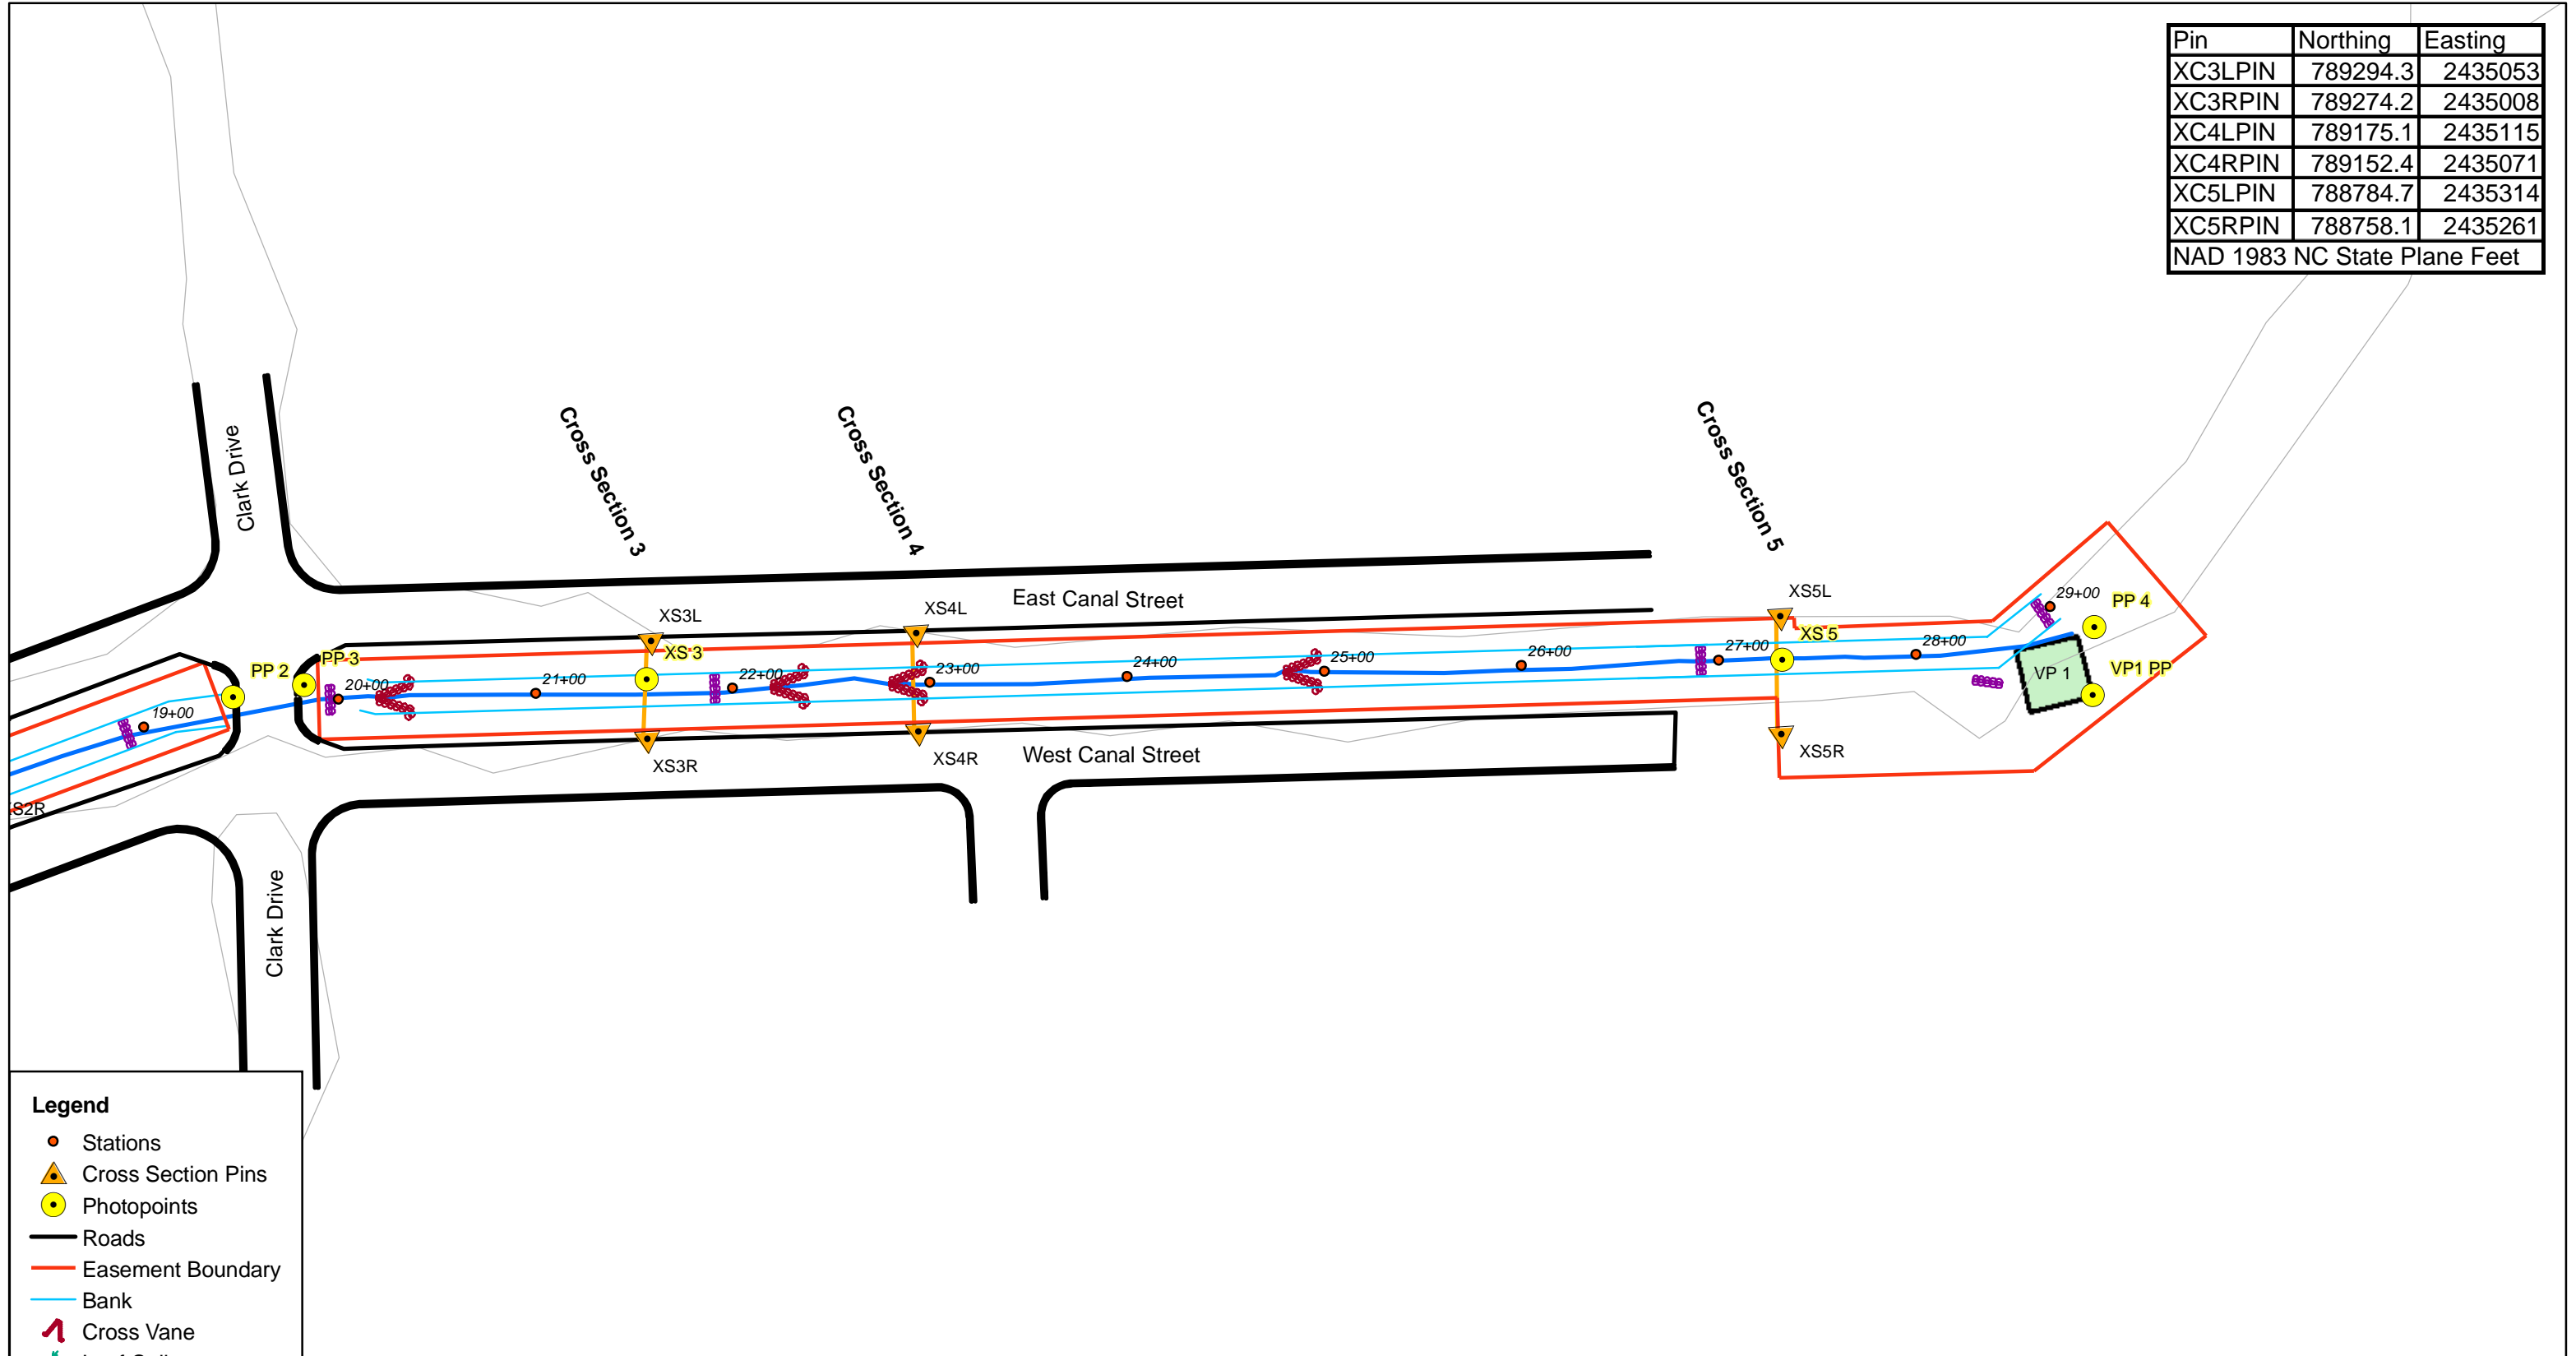 Pin Northing Easting
XC3LPIN 789294.3 2435053
XC3RPIN 789274.2 2435008
XC4LPIN 789175.1 2435115
XC4RPIN 789152.4 2435071
XC5LPIN 788784.7 2435314
XC5RPIN 788758.1 2435261
NAD 1983 NC State Plane Feet
Clark Drive
Cross Section 3
Cross Section 4
Cross Section 5
East Canal Street
XS3L
XS4L
XS5L
29+00
PP 4
XS 3
XS 5
PP 2
PP 3
20+00
21+00
22+00
23+00
24+00
25+00
26+00
27+00
28+00
VP 1
VP1 PP
19+00
XS3R
XS4R
West Canal Street
XS5R
S2R
Clark Drive
Legend
Stations
Cross Section Pins
Photopoints
Roads
Easement Boundary
Bank
Cross Vane